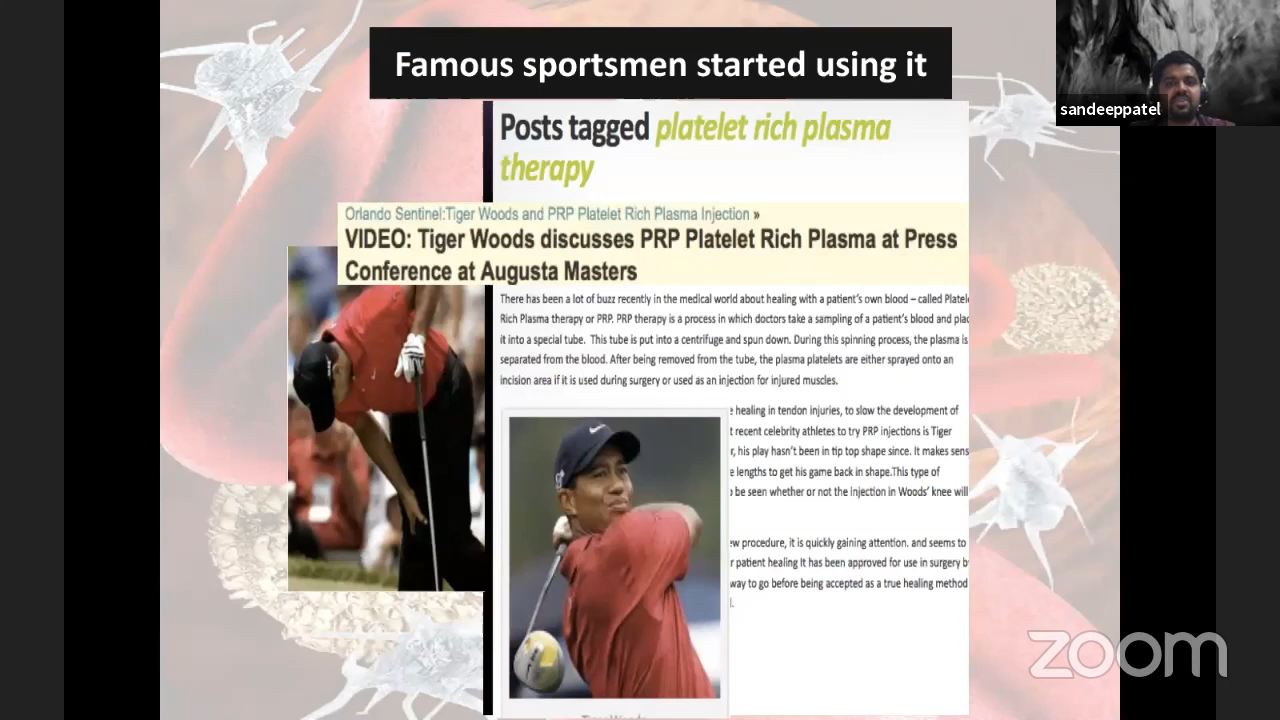 Famous sportsmen started using it
sandeeppatel
Posts tagged platelet rich plasma
therapy
Orlando Sentinel:Tiger Woods and PRP Platelet Rich Plasma Injection »
VIDEO: Tiger Woods discusses PRP Platelet Rich Plasma at Press
Conference at Augusta Masters
There has been a lot of buzz recently in the medical world about healing with a patient's own blood – called
Rich Plasma therapy or PRP. PRP therapy is a process in which doctors take a sampling of a patient's blood and
it into a special tube. This tube is put into a centrifuge and spun down. During this spinning process, the plasma is
separated from the blood. After being removed from the tube, the plasma platelets are either sprayed onto an
incision area if it is used during surgery or used as an injection for injured muscles.
healing in tendon injuries, to slow the development of
recent celebrity athletes to try PRP injections is Tiger
his play hasn't been in tip top shape since. It makes
lengths to get his game back in shape.This type of
be seen whether or not the injection in Woods' knee will
procedure, it is quickly gaining attention. and seems to
patient healing It has been approved for use in surgery
way to go before being accepted as a true healing method
zoom